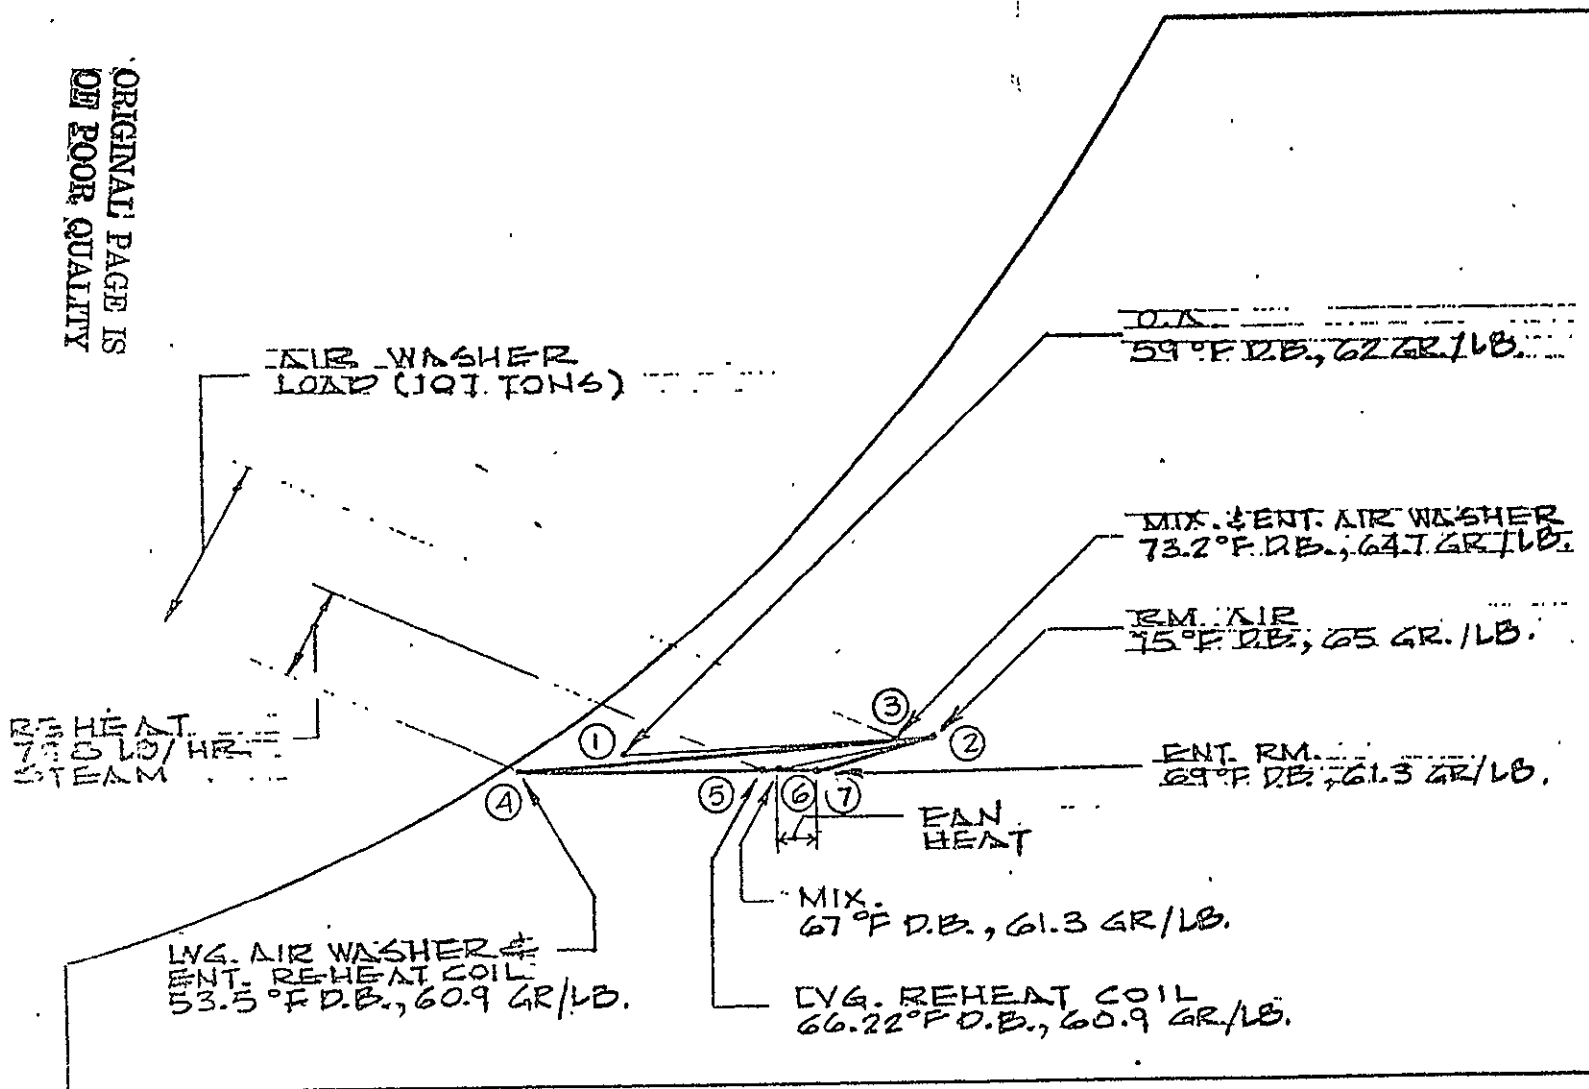 ORIGINAL PAGE IS
OF POOR QUALITY
AIR WASHER
LOAD (107 TONS)
O.A.
59°F D.B., 62 GR./LB.
MIX. & ENT. AIR WASHER
73.2°F D.B., 64.7 GR/LB.
RM. AIR
75°F D.B., 65 GR./LB.
REHEAT
LB/HR
STEAM
1
3
2
ENT. RM.
69°F D.B., 61.3 GR/LB.
4
5
6
7
FAN
HEAT
MIX.
67°F D.B., 61.3 GR/LB.
LVG. AIR WASHER &
ENT. REHEAT COIL
53.5°F D.B., 60.9 GR/LB.
LVG. REHEAT COIL
66.22°F D.B., 60.9 GR/LB.